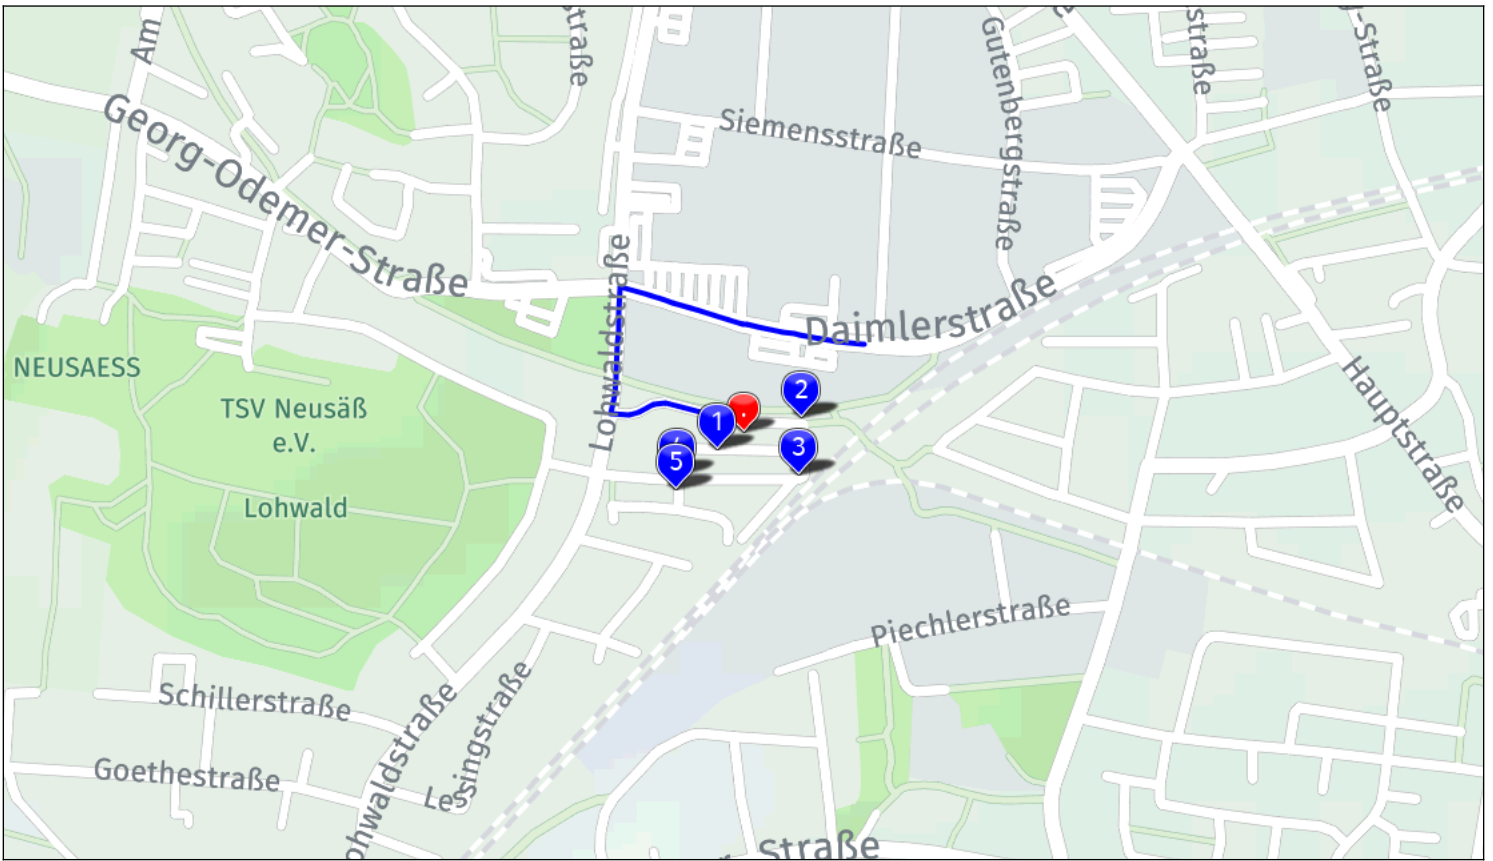 Am
straße
Gutenbergstraße
straße
-Straße
Georg-Odemer-Straße
Siemensstraße
Lohwaldstraße
Daimlerstraße
NEUSAESS
TSV Neusäß
e.V.
Lohwald
Hauptstraße
1
2
3
5
Piechlerstraße
Schillerstraße
Goethestraße
Lessingstraße
ohwaldstraße
Straße